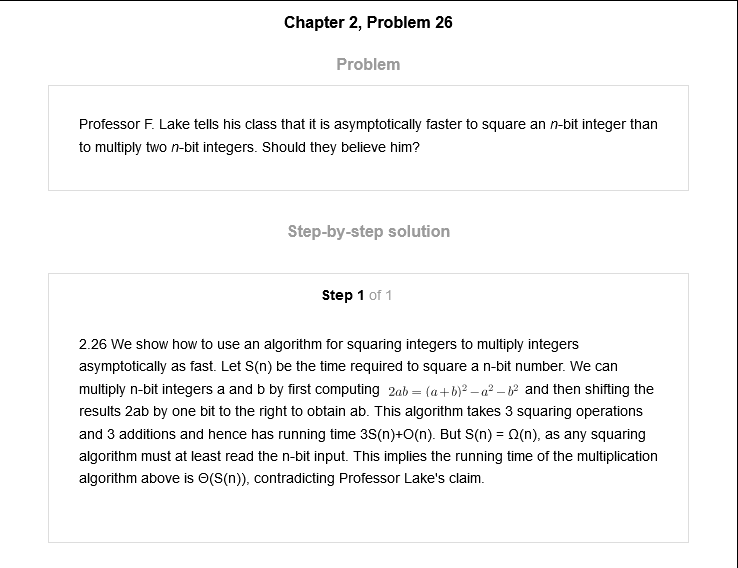 Chapter 2, Problem 26
Problem
Professor F. Lake tells his class that it is asymptotically faster to square an n-bit integer than
to multiply two n-bit integers. Should they believe him?
Step-by-step solution
Step 1 of 1
2.26 We show how to use an algorithm for squaring integers to multiply integers
asymptotically as fast. Let S(n) be the time required to square a n-bit number. We can
multiply n-bit integers a and b by first computing 2ab = (a+b)² – a² – b² and then shifting the
results 2ab by one bit to the right to obtain ab. This algorithm takes 3 squaring operations
and 3 additions and hence has running time 3S(n)+O(n). But S(n) = Ω(n), as any squaring
algorithm must at least read the n-bit input. This implies the running time of the multiplication
algorithm above is Θ(S(n)), contradicting Professor Lake's claim.